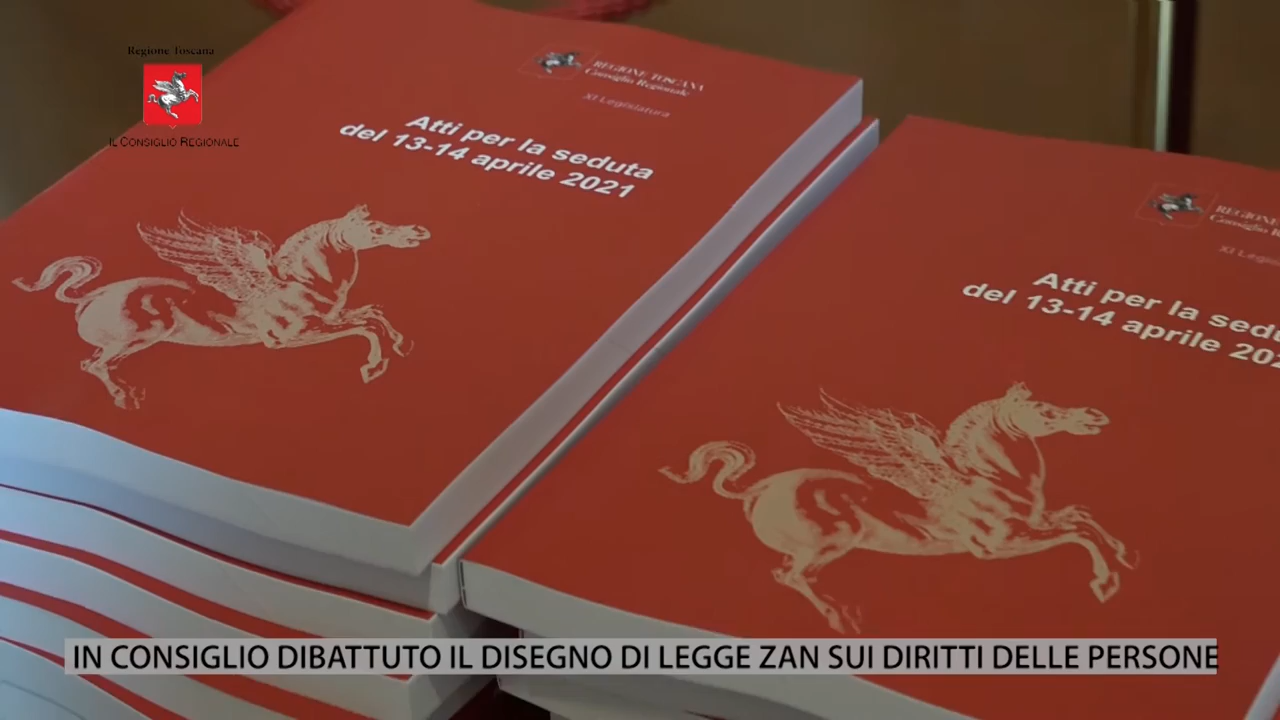 Regione Toscana
IL CONSIGLIO REGIONALE
REGIONE TOSCANA
Consiglio Regionale
XI Legislatura
Atti per la seduta
del 13-14 aprile 2021
Atti per la
del 13-14 aprile
IN CONSIGLIO DIBATTUTO IL DISEGNO DI LEGGE ZAN SUI DIRITTI DELLE PERSONE